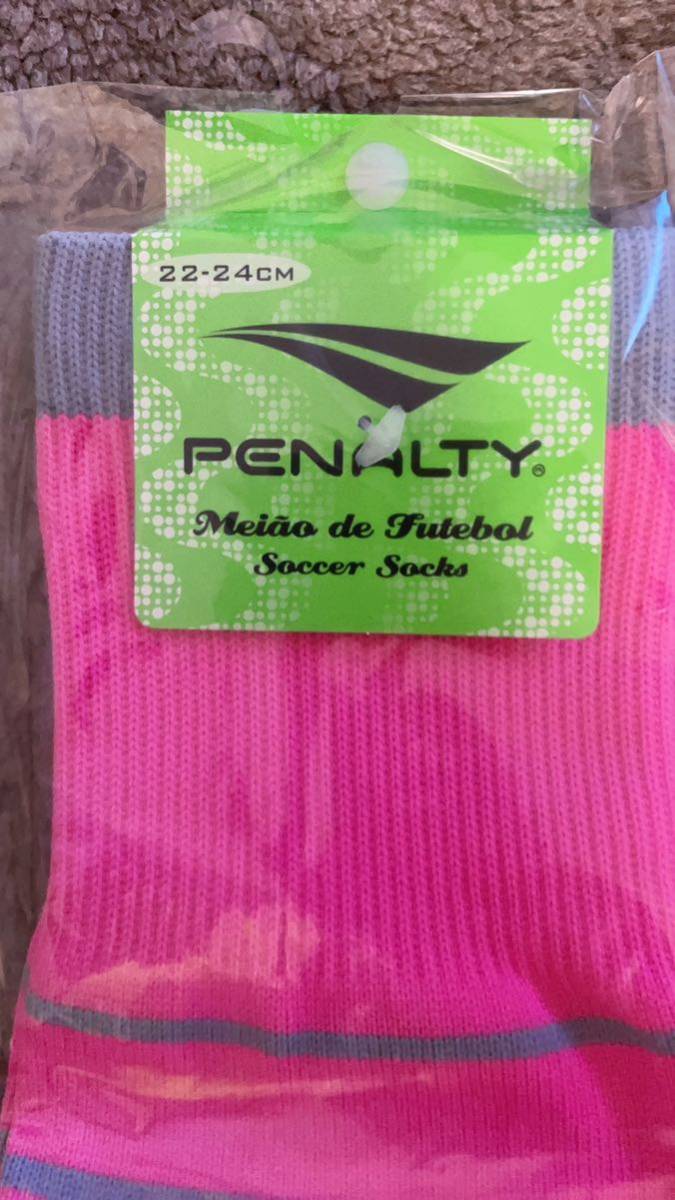 22-24CM
PENALTY®
Meião de Futebol
Soccer Socks